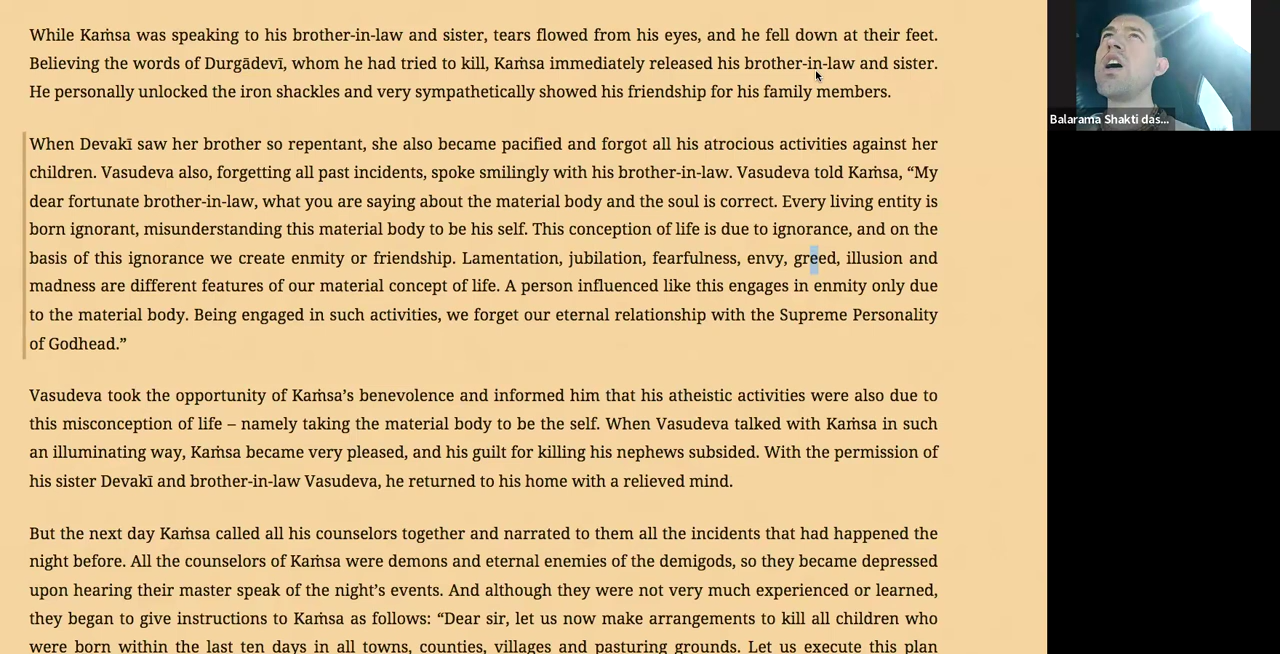 While Kaṁsa was speaking to his brother-in-law and sister, tears flowed from his eyes, and he fell down at their feet.
Believing the words of Durgādevī, whom he had tried to kill, Kaṁsa immediately released his brother-in-law and sister.
He personally unlocked the iron shackles and very sympathetically showed his friendship for his family members.
When Devakī saw her brother so repentant, she also became pacified and forgot all his atrocious activities against her
children. Vasudeva also, forgetting all past incidents, spoke smilingly with his brother-in-law. Vasudeva told Kaṁsa, “My
dear fortunate brother-in-law, what you are saying about the material body and the soul is correct. Every living entity is
born ignorant, misunderstanding this material body to be his self. This conception of life is due to ignorance, and on the
basis of this ignorance we create enmity or friendship. Lamentation, jubilation, fearfulness, envy, greed, illusion and
madness are different features of our material concept of life. A person influenced like this engages in enmity only due
to the material body. Being engaged in such activities, we forget our eternal relationship with the Supreme Personality
of Godhead.”
Vasudeva took the opportunity of Kaṁsa’s benevolence and informed him that his atheistic activities were also due to
this misconception of life – namely taking the material body to be the self. When Vasudeva talked with Kaṁsa in such
an illuminating way, Kaṁsa became very pleased, and his guilt for killing his nephews subsided. With the permission of
his sister Devakī and brother-in-law Vasudeva, he returned to his home with a relieved mind.
But the next day Kaṁsa called all his counselors together and narrated to them all the incidents that had happened the
night before. All the counselors of Kaṁsa were demons and eternal enemies of the demigods, so they became depressed
upon hearing their master speak of the night’s events. And although they were not very much experienced or learned,
they began to give instructions to Kaṁsa as follows: “Dear sir, let us now make arrangements to kill all children who
were born within the last ten days in all towns, counties, villages and pasturing grounds. Let us execute this plan
Balarama Shakti das...